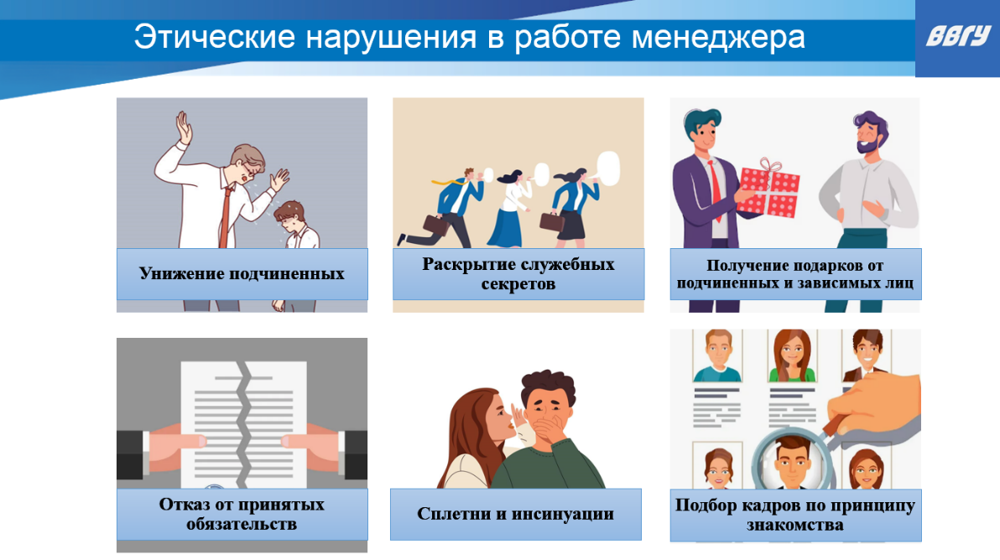 Этические нарушения в работе менеджера
ВВГУ
Унижение подчиненных
Раскрытие служебных
секретов
Получение подарков от
подчиненных и зависимых лиц
Отказ от принятых
обязательств
Сплетни и инсинуации
Подбор кадров по принципу
знакомства